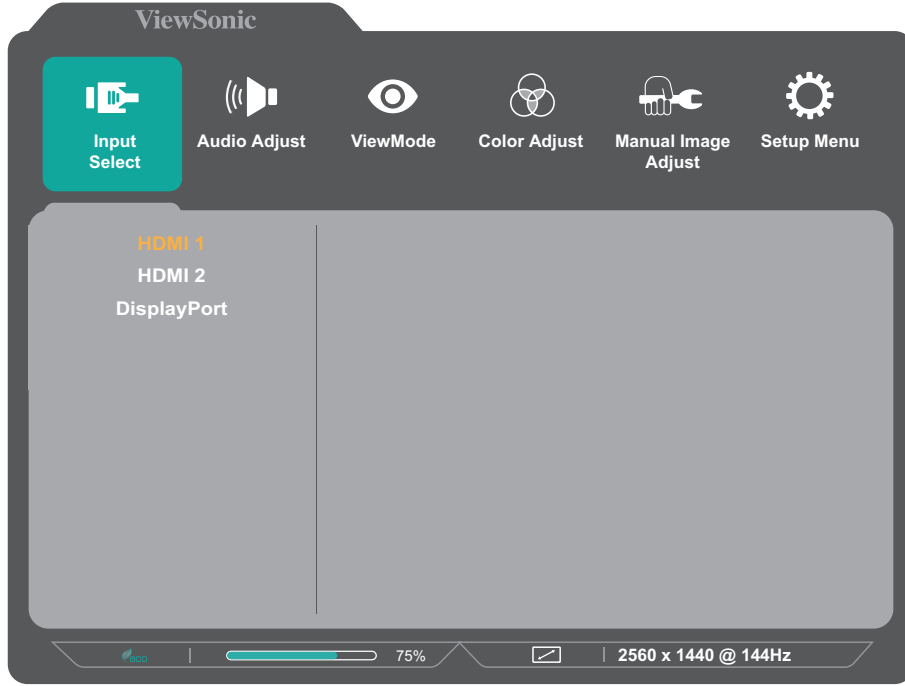 ViewSonic
Input
Select
Audio Adjust
ViewMode
Color Adjust
Manual Image
Adjust
Setup Menu
HDMI 1
HDMI 2
DisplayPort
eco
75%
2560 x 1440 @ 144Hz